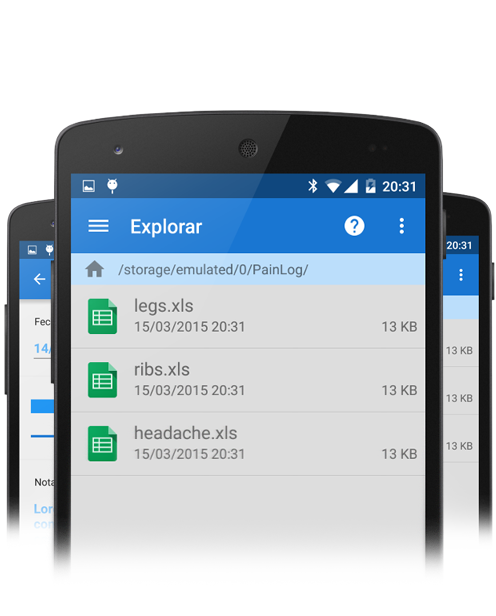 20:31
Explorar
/storage/emulated/0/PainLog/
legs.xls
15/03/2015 20:31
13 KB
ribs.xls
15/03/2015 20:31
13 KB
headache.xls
15/03/2015 20:31
13 KB
Fec
14/
Nota
Lor
con
20:31
13 KB
13 KB
13 KB